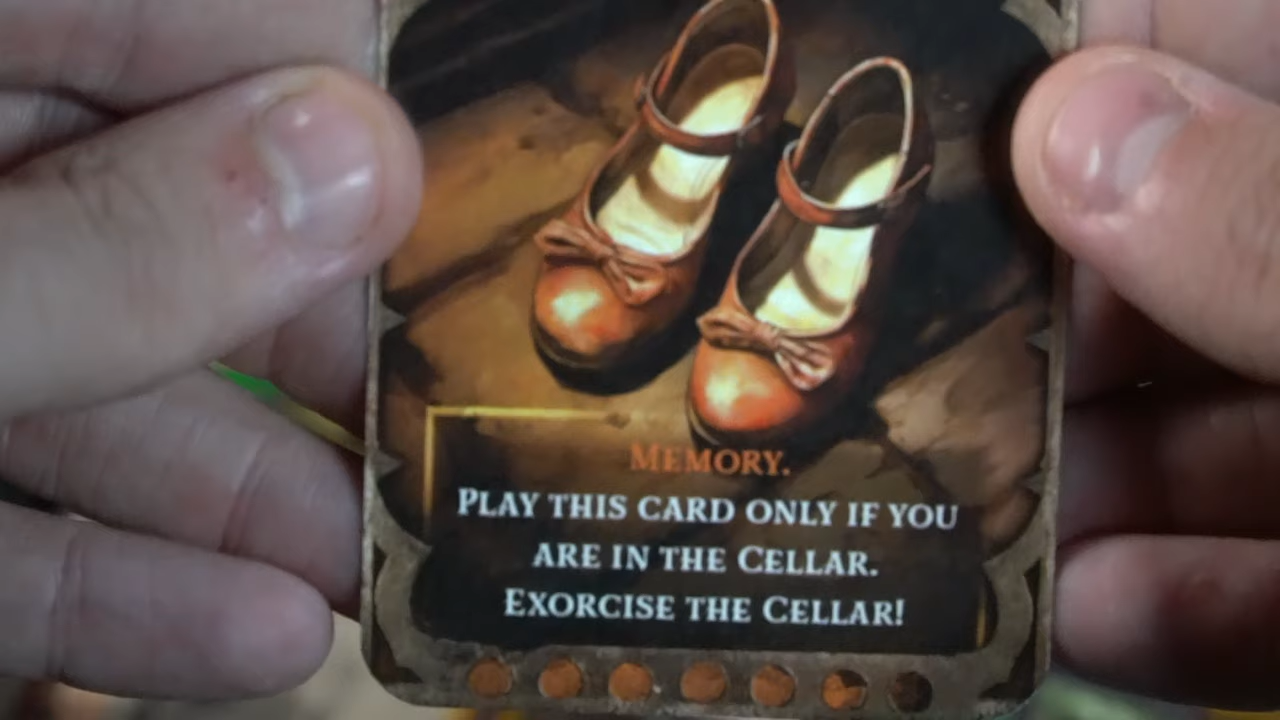 Memory.
Play this card only if you
are in the Cellar.
Exorcise the Cellar!